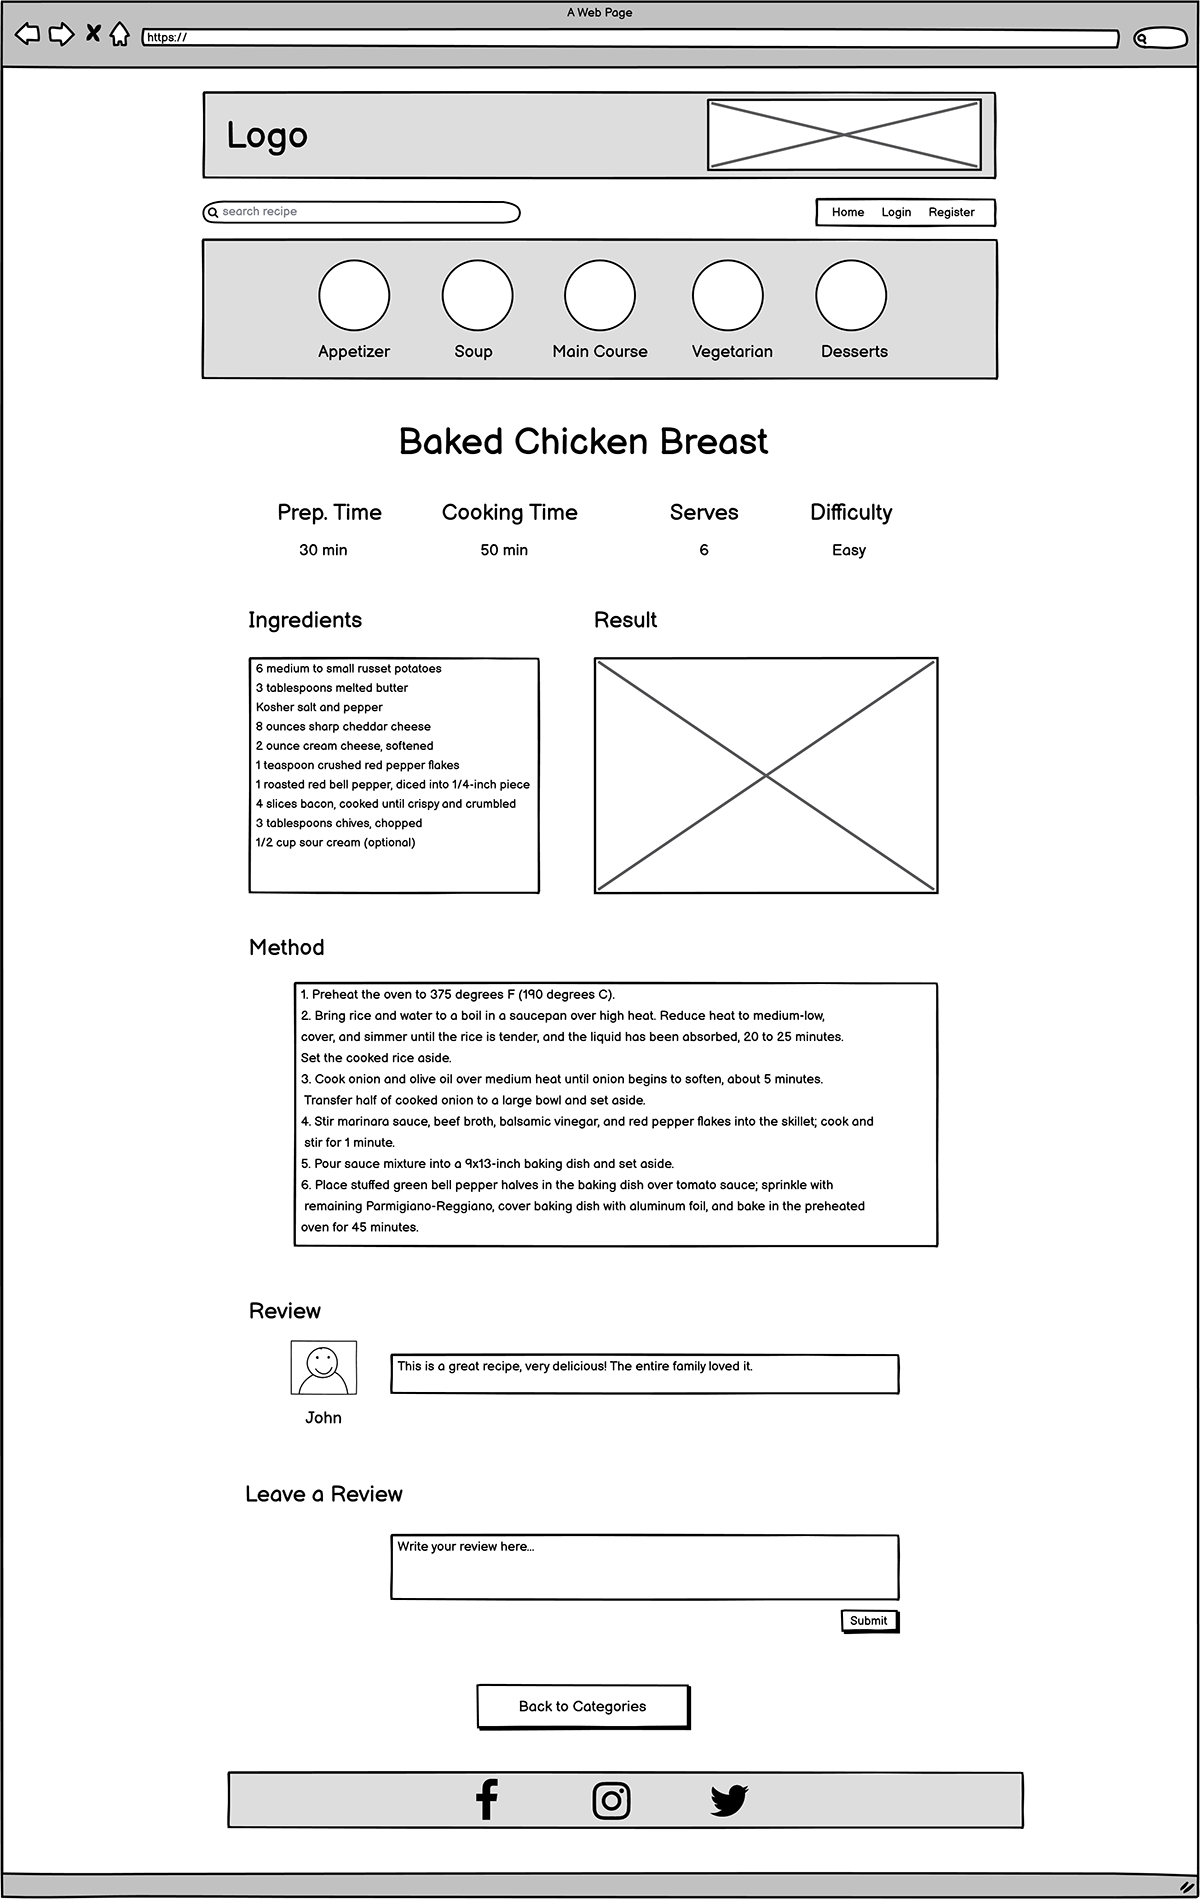 A Web Page
https://
Logo
search recipe
Home Login Register
Appetizer Soup Main Course Vegetarian Desserts
Baked Chicken Breast
Prep. Time Cooking Time Serves Difficulty
30 min 50 min 6 Easy
Ingredients
6 medium to small russet potatoes
3 tablespoons melted butter
Kosher salt and pepper
8 ounces sharp cheddar cheese
2 ounce cream cheese, softened
1 teaspoon crushed red pepper flakes
1 roasted red bell pepper, diced into 1/4-inch piece
4 slices bacon, cooked until crispy and crumbled
3 tablespoons chives, chopped
1/2 cup sour cream (optional)
Result
Method
1. Preheat the oven to 375 degrees F (190 degrees C).
2. Bring rice and water to a boil in a saucepan over high heat. Reduce heat to medium-low,
cover, and simmer until the rice is tender, and the liquid has been absorbed, 20 to 25 minutes.
Set the cooked rice aside.
3. Cook onion and olive oil over medium heat until onion begins to soften, about 5 minutes.
Transfer half of cooked onion to a large bowl and set aside.
4. Stir marinara sauce, beef broth, balsamic vinegar, and red pepper flakes into the skillet; cook and
stir for 1 minute.
5. Pour sauce mixture into a 9x13-inch baking dish and set aside.
6. Place stuffed green bell pepper halves in the baking dish over tomato sauce; sprinkle with
remaining Parmigiano-Reggiano, cover baking dish with aluminum foil, and bake in the preheated
oven for 45 minutes.
Review
This is a great recipe, very delicious! The entire family loved it.
John
Leave a Review
Write your review here...
Submit
Back to Categories